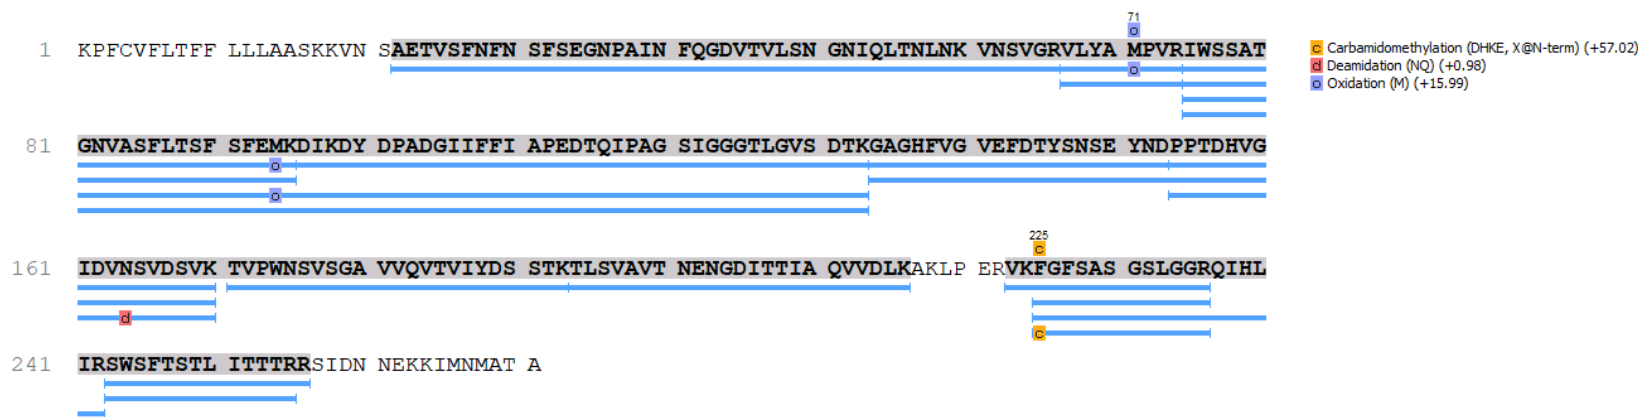 71
o
1 KPFCVFLTFF LLLAASKKVN SAETVSFNFN SFSEGNPAIN FQGDVTVLSN GNIQLTNLNK VNSVGRVLYA MPVRIWSSAT
o
c Carbamidomethylation (DHKE, X@N-term) (+57.02)
d Deamidation (NQ) (+0.98)
o Oxidation (M) (+15.99)
81 GNVASFLTSF SFEMKDIKDY DPADGIIFFI APEDTQIPAG SIGGGTLGVS DTKGAGHFVG VEFDTYSNSE YNDPPTDHVG
o
o
225
c
161 IDVNSVDSVK TVPWNSVSGA VVQVTVIYDS STKTLSVAVT NENGDITTIA QVVDLKAKLP ERVKFGFSAS GSLGGRQIHL
d
c
241 IRSWSFTSTL ITTTRRSIDN NEKKIMNMAT A